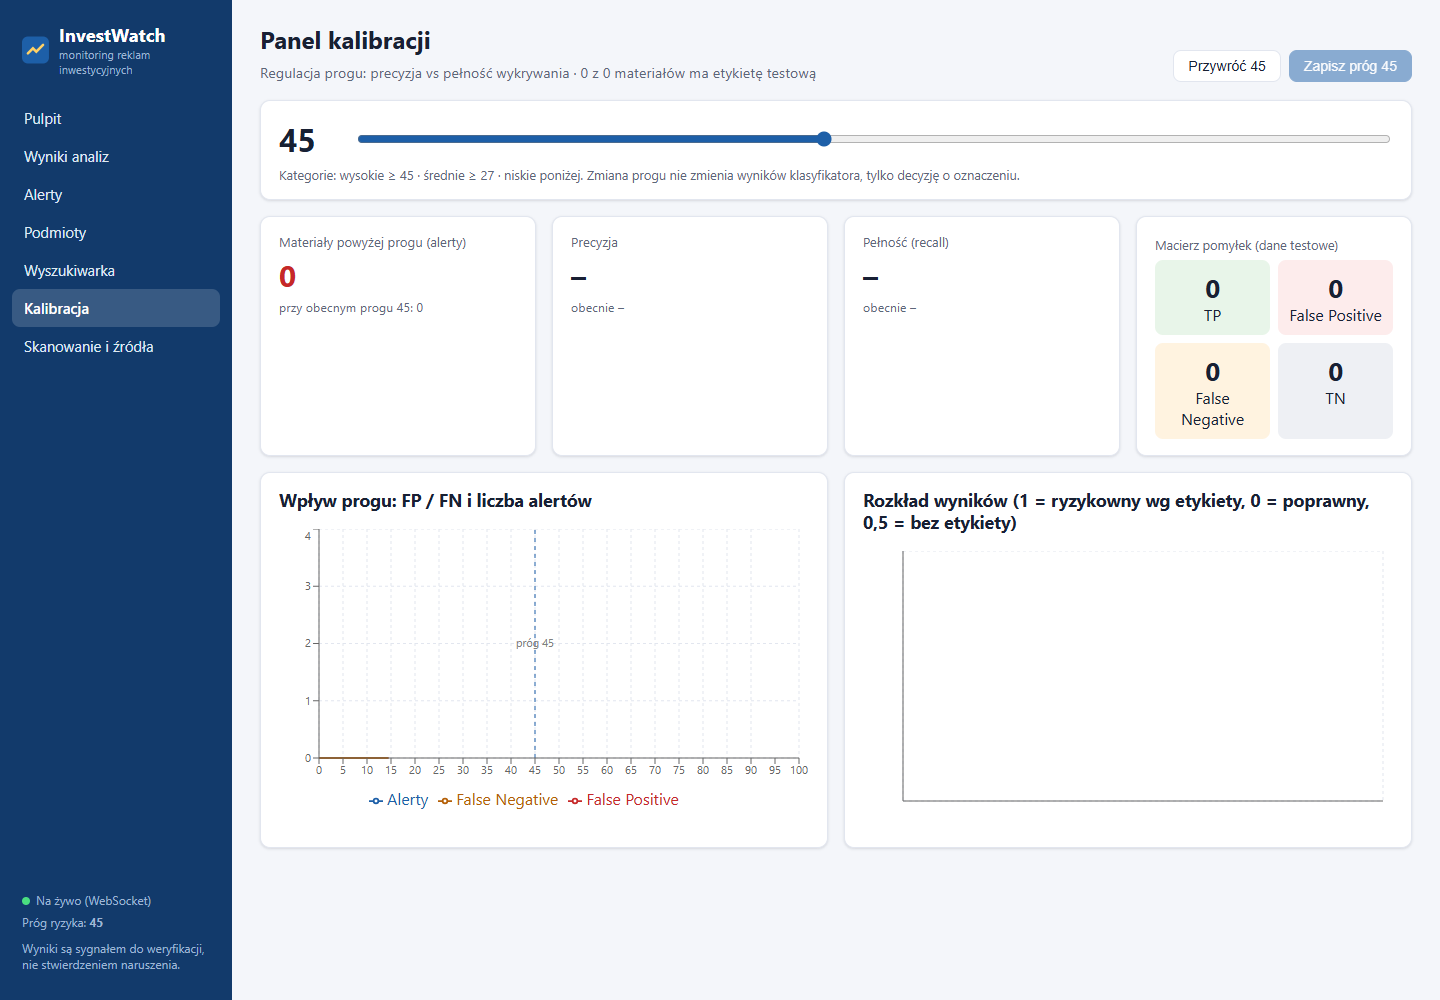 InvestWatch
monitoring reklam
inwestycyjnych
Pulpit
Wyniki analiz
Alerty
Podmioty
Wyszukiwarka
Kalibracja
Skanowanie i źródła
Na żywo (WebSocket)
Próg ryzyka: 45
Wyniki są sygnałem do weryfikacji,
nie stwierdzeniem naruszenia.
Panel kalibracji
Regulacja progu: precyzja vs pełność wykrywania · 0 z 0 materiałów ma etykietę testową
Przywróć 45
Zapisz próg 45
45
Kategorie: wysokie ≥ 45 · średnie ≥ 27 · niskie poniżej. Zmiana progu nie zmienia wyników klasyfikatora, tylko decyzję o oznaczeniu.
Materiały powyżej progu (alerty)
0
przy obecnym progu 45: 0
Precyzja
–
obecnie –
Pełność (recall)
–
obecnie –
Macierz pomyłek (dane testowe)
0
TP
0
False Positive
0
False
Negative
0
TN
Wpływ progu: FP / FN i liczba alertów
4
3
2
1
0
próg 45
0 5 10 15 20 25 30 35 40 45 50 55 60 65 70 75 80 85 90 95 100
Alerty False Negative False Positive
Rozkład wyników (1 = ryzykowny wg etykiety, 0 = poprawny,
0,5 = bez etykiety)